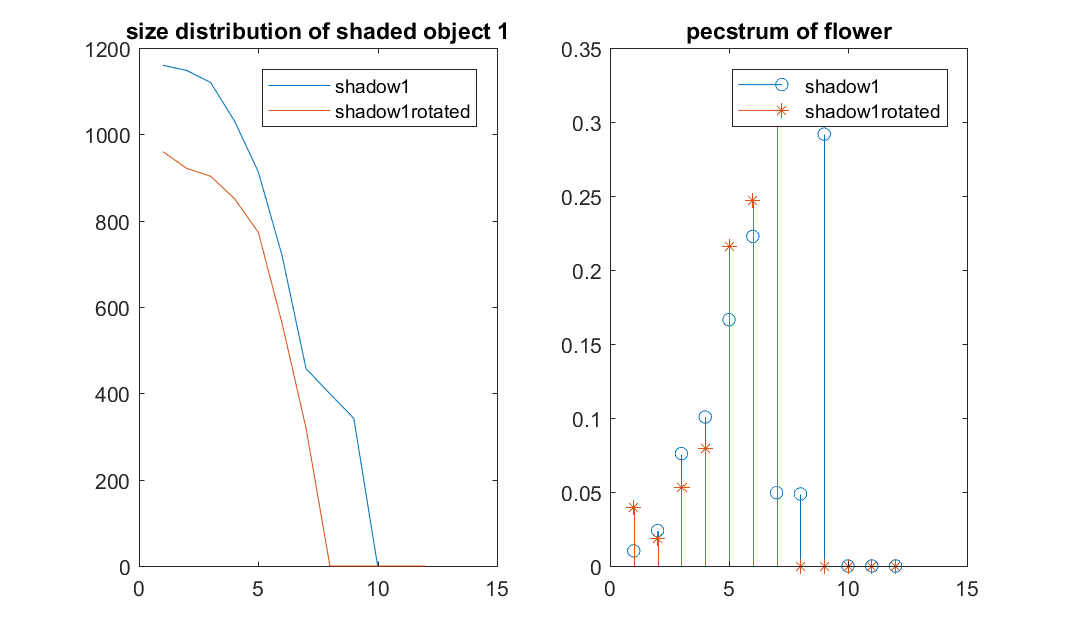 size distribution of shaded object 1
1200
1000
800
600
400
200
0
0 5 10 15
shadow1
shadow1rotated
pecstrum of flower
0.35
0.3
0.25
0.2
0.15
0.1
0.05
0
0 5 10 15
shadow1
shadow1rotated